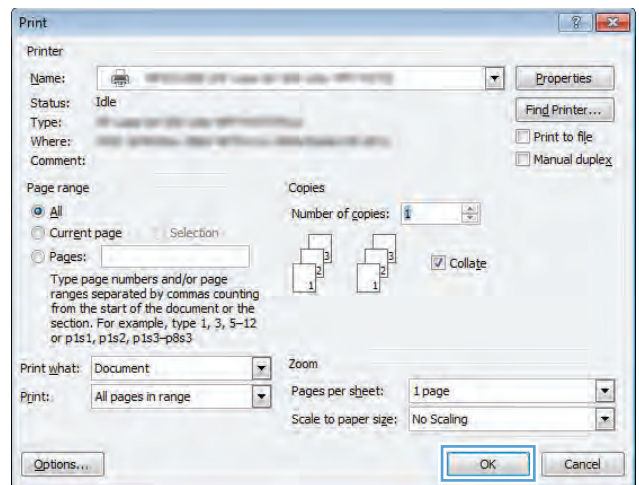 Print
Printer
Name:
Properties
Status: Idle
Find Printer...
Type:
Where:
Print to file
Comment:
Manual duplex
Page range
Copies
All
Number of copies: 1
Current page
Selection
Pages:
1 2 3
1 2 3
Collate
Type page numbers and/or page
ranges separated by commas counting
from the start of the document or the
section. For example, type 1, 3, 5–12
or p1s1, p1s2, p1s3–p8s3
Print what: Document
Zoom
Print: All pages in range
Pages per sheet: 1 page
Scale to paper size: No Scaling
Options...
OK
Cancel